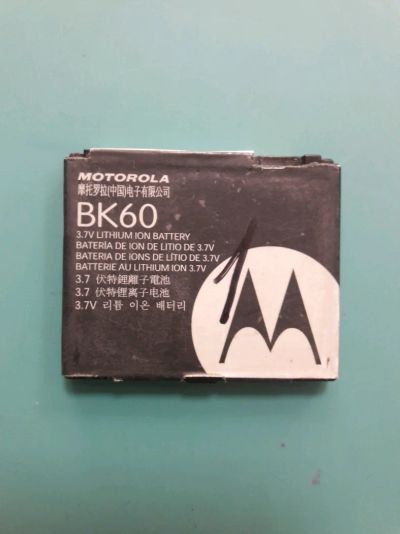 MOTOROLA
摩托罗拉(中国)电子有限公司
BK60
3.7V LITHIUM ION BATTERY
BATERÍA DE ION DE LITIO DE 3.7V
BATERIA DE ÍONS DE LÍTIO DE 3.7V
BATTERIE AU LITHIUM ION 3.7V
3.7 伏特鋰離子電池
3.7 伏特锂离子电池
3.7V 리튬 이온 배터리